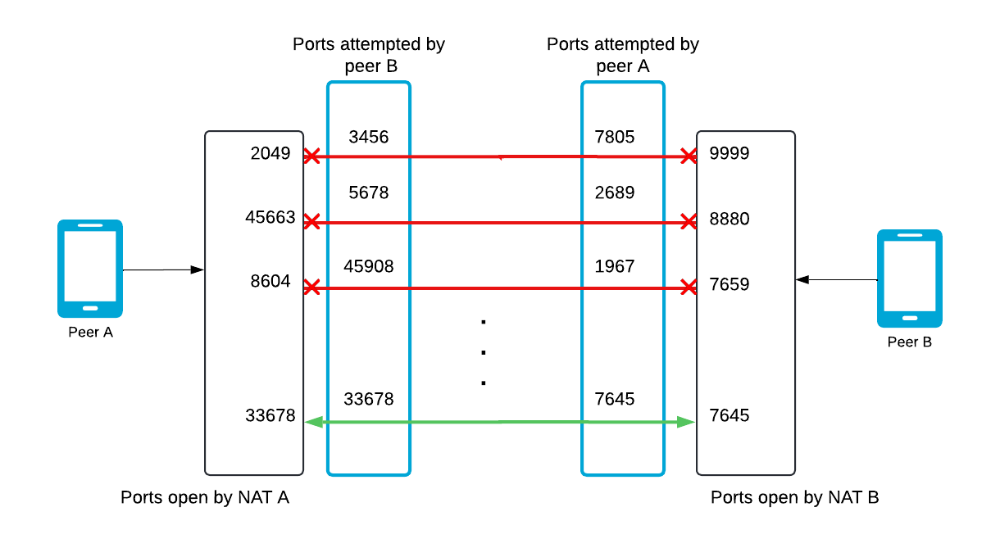 Ports attempted by
peer B
Ports attempted by
peer A
3456
7805
2049
9999
5678
2689
45663
8880
45908
1967
8604
7659
Peer A
Peer B
33678
7645
33678
7645
Ports open by NAT A
Ports open by NAT B